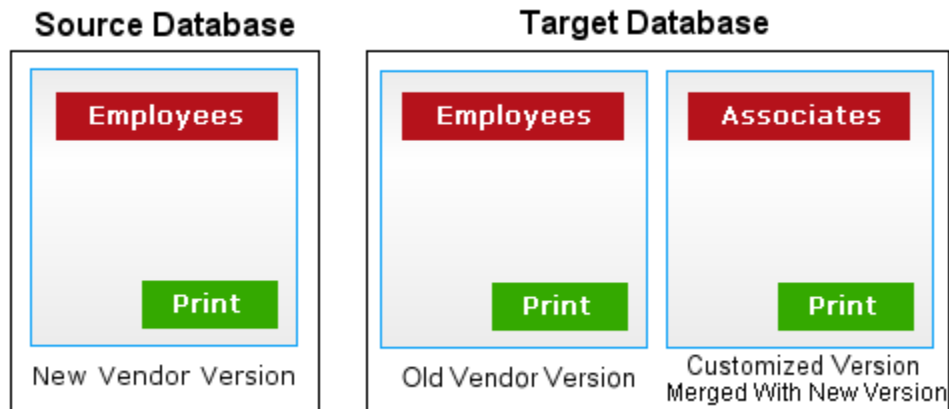 Source Database
Target Database
Employees
Print
New Vendor Version
Employees
Print
Old Vendor Version
Associates
Print
Customized Version
Merged With New Version